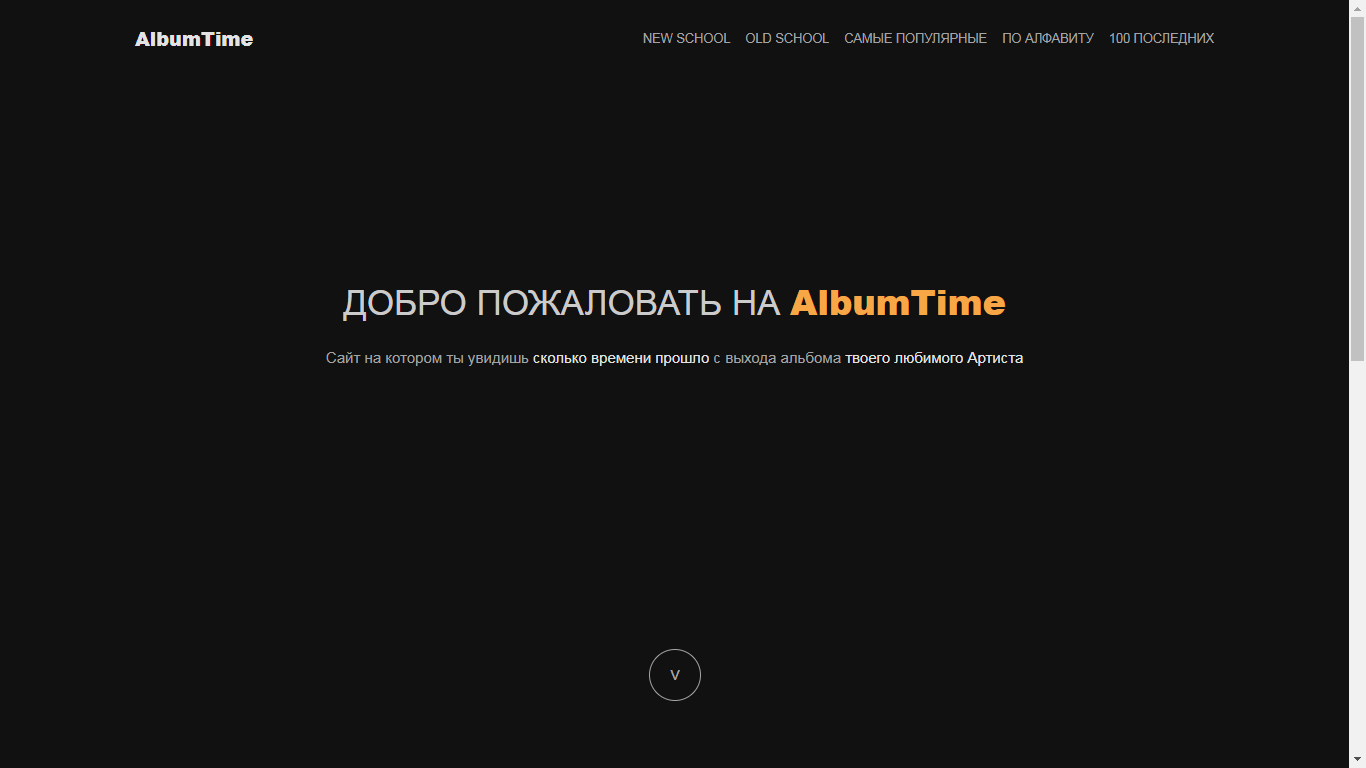 AlbumTime NEW SCHOOL OLD SCHOOL САМЫЕ ПОПУЛЯРНЫЕ ПО АЛФАВИТУ 100 ПОСЛЕДНИХ
ДОБРО ПОЖАЛОВАТЬ НА AlbumTime
Сайт на котором ты увидишь сколько времени прошло с выхода альбома твоего любимого Артиста
V